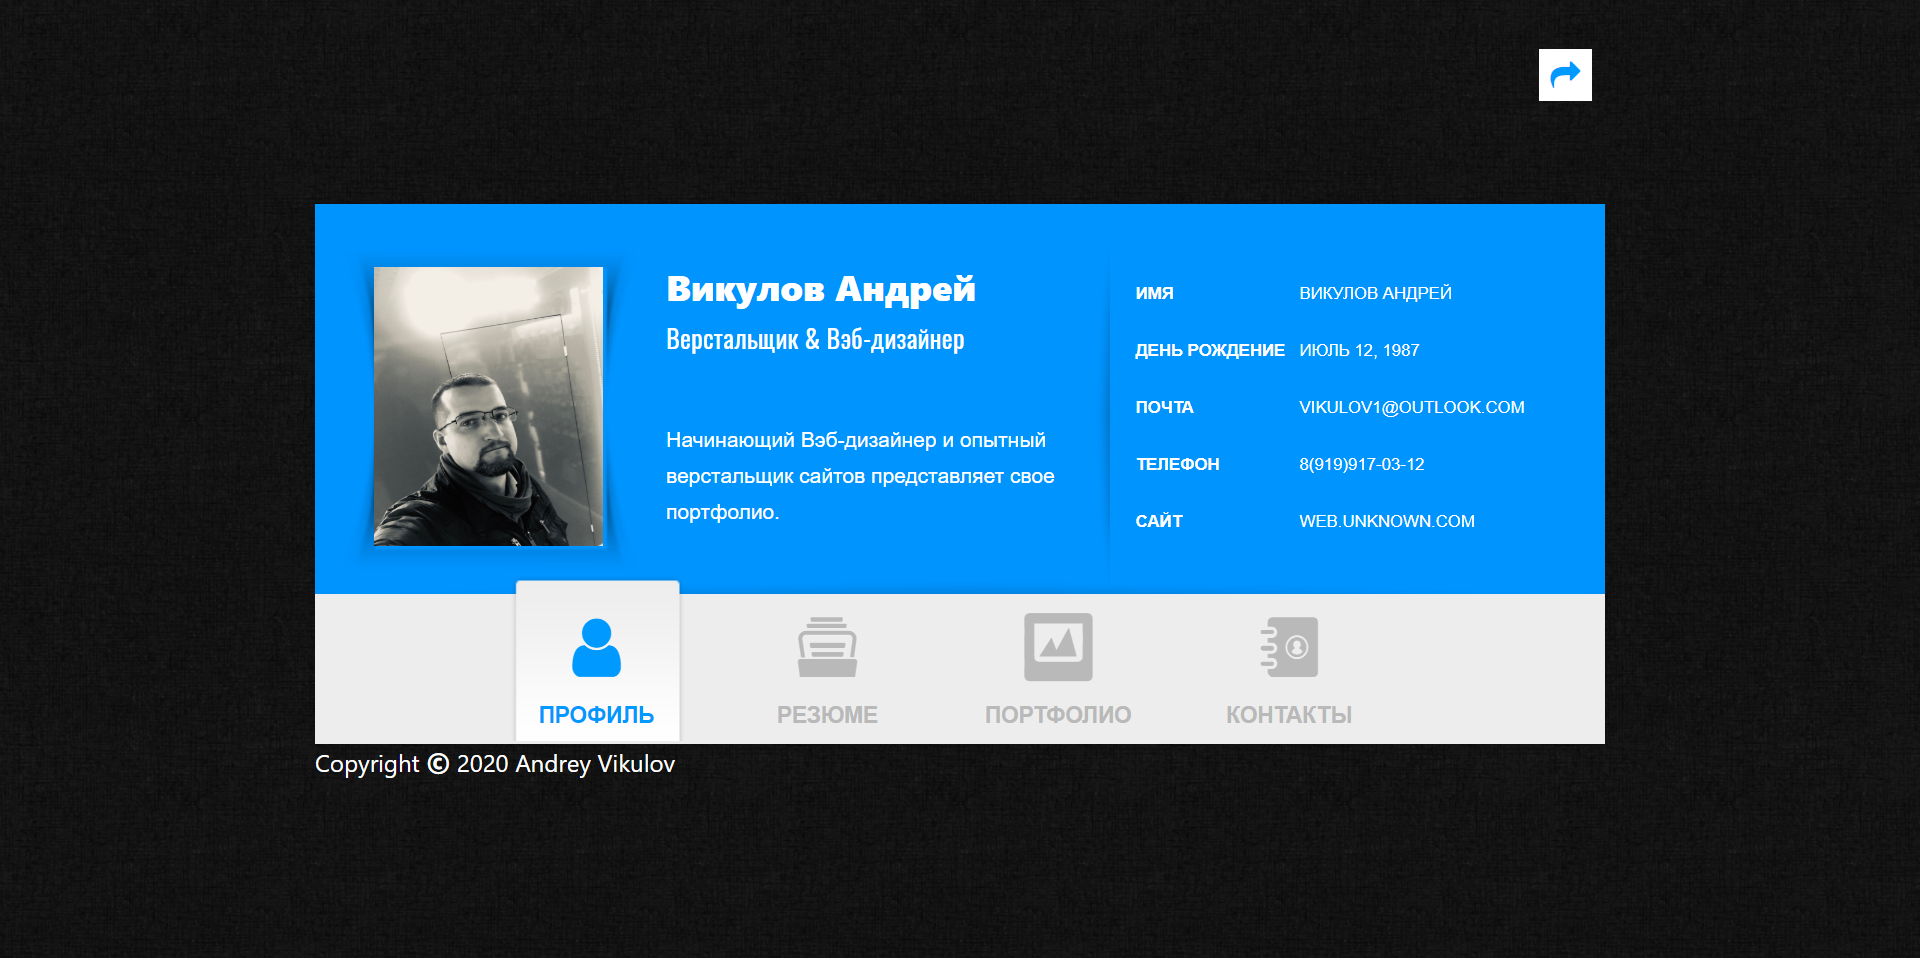 Викулов Андрей
Верстальщик & Вэб-дизайнер
Начинающий Вэб-дизайнер и опытный
верстальщик сайтов представляет свое
портфолио.
ИМЯ ВИКУЛОВ АНДРЕЙ
ДЕНЬ РОЖДЕНИЕ ИЮЛЬ 12, 1987
ПОЧТА VIKULOV1@OUTLOOK.COM
ТЕЛЕФОН 8(919)917-03-12
САЙТ WEB.UNKNOWN.COM
ПРОФИЛЬ РЕЗЮМЕ ПОРТФОЛИО КОНТАКТЫ
Copyright © 2020 Andrey Vikulov